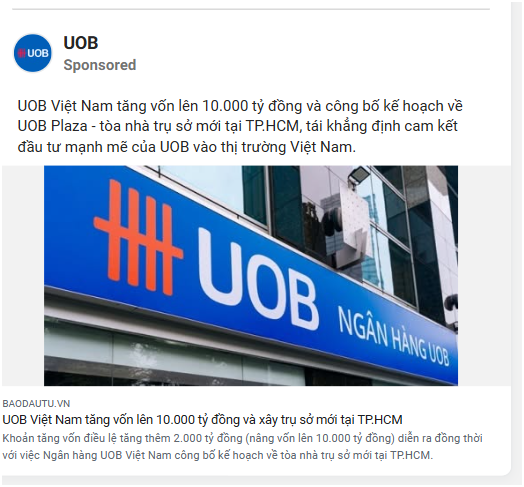 UOB
UOB
Sponsored
UOB Việt Nam tăng vốn lên 10.000 tỷ đồng và công bố kế hoạch về
UOB Plaza - tòa nhà trụ sở mới tại TP.HCM, tái khẳng định cam kết
đầu tư mạnh mẽ của UOB vào thị trường Việt Nam.
UOB
NGÂN HÀNG UOB
BAODAUTU.VN
UOB Việt Nam tăng vốn lên 10.000 tỷ đồng và xây trụ sở mới tại TP.HCM
Khoản tăng vốn điều lệ tăng thêm 2.000 tỷ đồng (nâng vốn lên 10.000 tỷ đồng) diễn ra đồng thời
với việc Ngân hàng UOB Việt Nam công bố kế hoạch về tòa nhà trụ sở mới tại TP.HCM.